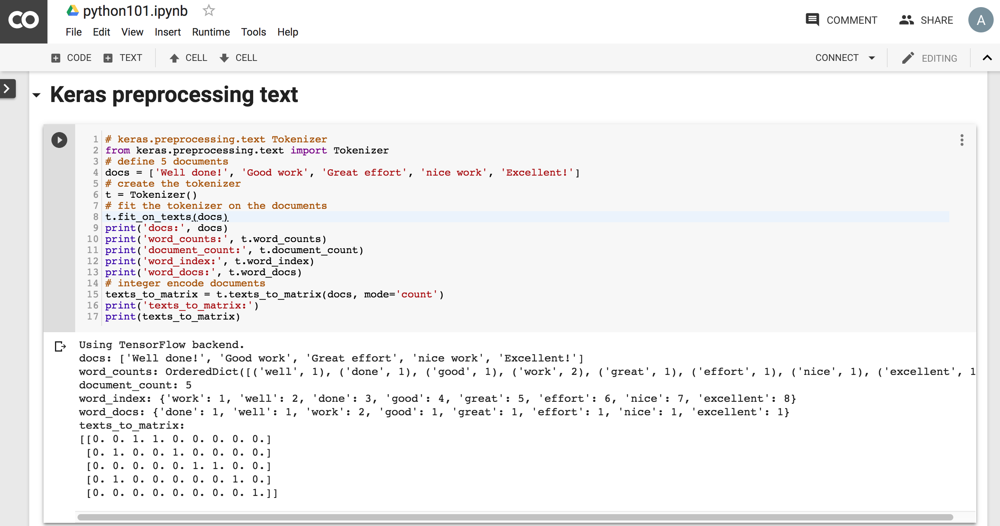 CO
python101.ipynb
File Edit View Insert Runtime Tools Help
COMMENT SHARE A
CODE TEXT CELL CELL CONNECT EDITING
Keras preprocessing text
1 # keras.preprocessing.text Tokenizer
2 from keras.preprocessing.text import Tokenizer
3 # define 5 documents
4 docs = ['Well done!', 'Good work', 'Great effort', 'nice work', 'Excellent!']
5 # create the tokenizer
6 t = Tokenizer()
7 # fit the tokenizer on the documents
8 t.fit_on_texts(docs)
9 print('docs:', docs)
10 print('word_counts:', t.word_counts)
11 print('document_count:', t.document_count)
12 print('word_index:', t.word_index)
13 print('word_docs:', t.word_docs)
14 # integer encode documents
15 texts_to_matrix = t.texts_to_matrix(docs, mode='count')
16 print('texts_to_matrix:')
17 print(texts_to_matrix)
Using TensorFlow backend.
docs: ['Well done!', 'Good work', 'Great effort', 'nice work', 'Excellent!']
word_counts: OrderedDict([('well', 1), ('done', 1), ('good', 1), ('work', 2), ('great', 1), ('effort', 1), ('nice', 1), ('excellent', 1
document_count: 5
word_index: {'work': 1, 'well': 2, 'done': 3, 'good': 4, 'great': 5, 'effort': 6, 'nice': 7, 'excellent': 8}
word_docs: {'done': 1, 'well': 1, 'work': 2, 'good': 1, 'great': 1, 'effort': 1, 'nice': 1, 'excellent': 1}
texts_to_matrix:
[[0. 0. 1. 1. 0. 0. 0. 0. 0.]
[0. 1. 0. 0. 1. 0. 0. 0. 0.]
[0. 0. 0. 0. 0. 1. 1. 0. 0.]
[0. 1. 0. 0. 0. 0. 0. 1. 0.]
[0. 0. 0. 0. 0. 0. 0. 0. 1.]]